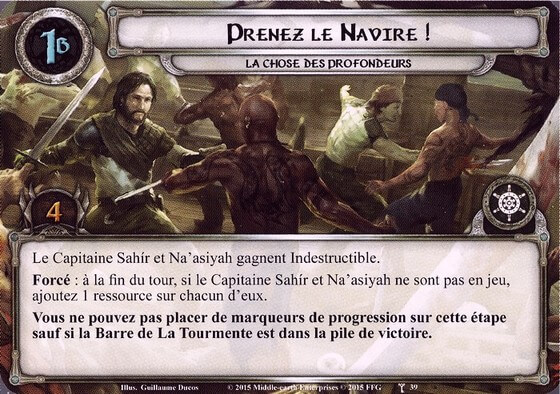 1B
PRENEZ LE NAVIRE !
LA CHOSE DES PROFONDEURS
4
Le Capitaine Sahír et Na'asiyah gagnent Indestructible.
Forcé : à la fin du tour, si le Capitaine Sahír et Na'asiyah ne sont pas en jeu,
ajoutez 1 ressource sur chacun d'eux.
Vous ne pouvez pas placer de marqueurs de progression sur cette étape
sauf si la Barre de La Tourmente est dans la pile de victoire.
Illus. Guillaume Ducos © 2015 Middle-earth Enterprises © 2015 FFG 39